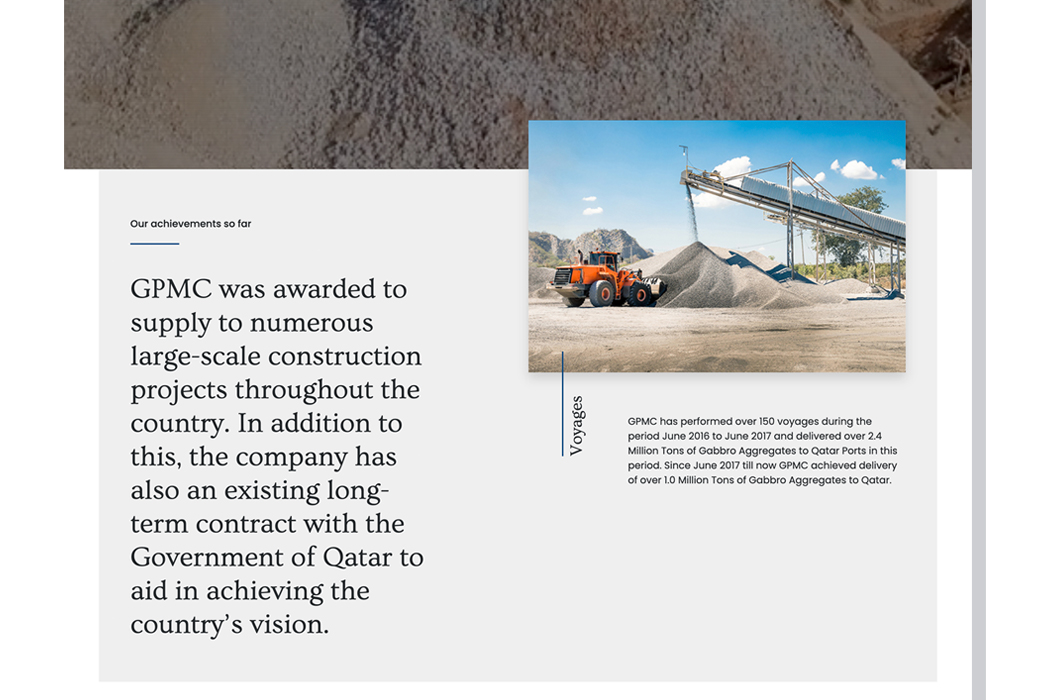 Our achievements so far
GPMC was awarded to
supply to numerous
large-scale construction
projects throughout the
country. In addition to
this, the company has
also an existing long-
term contract with the
Government of Qatar to
aid in achieving the
country’s vision.
Voyages
GPMC has performed over 150 voyages during the
period June 2016 to June 2017 and delivered over 2.4
Million Tons of Gabbro Aggregates to Qatar Ports in this
period. Since June 2017 till now GPMC achieved delivery
of over 1.0 Million Tons of Gabbro Aggregates to Qatar.